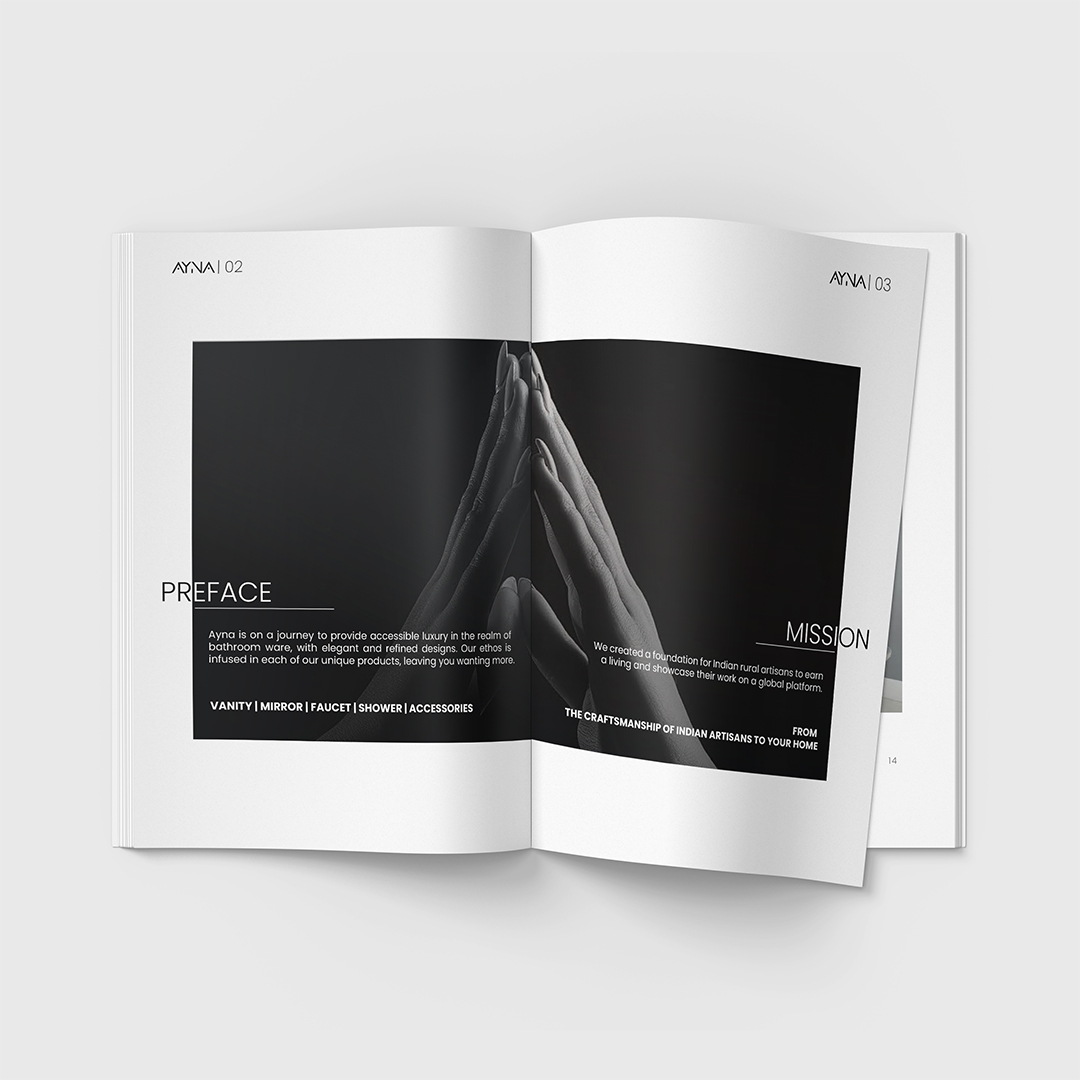 AYNA | 02
PREFACE
Ayna is on a journey to provide accessible luxury in the realm of
bathroom ware, with elegant and refined designs. Our ethos is
infused in each of our unique products, leaving you wanting more.
VANITY | MIRROR | FAUCET | SHOWER | ACCESSORIES
AYNA | 03
MISSION
We created a foundation for Indian rural artisans to earn
a living and showcase their work on a global platform.
FROM
THE CRAFTSMANSHIP OF INDIAN ARTISANS TO YOUR HOME
14